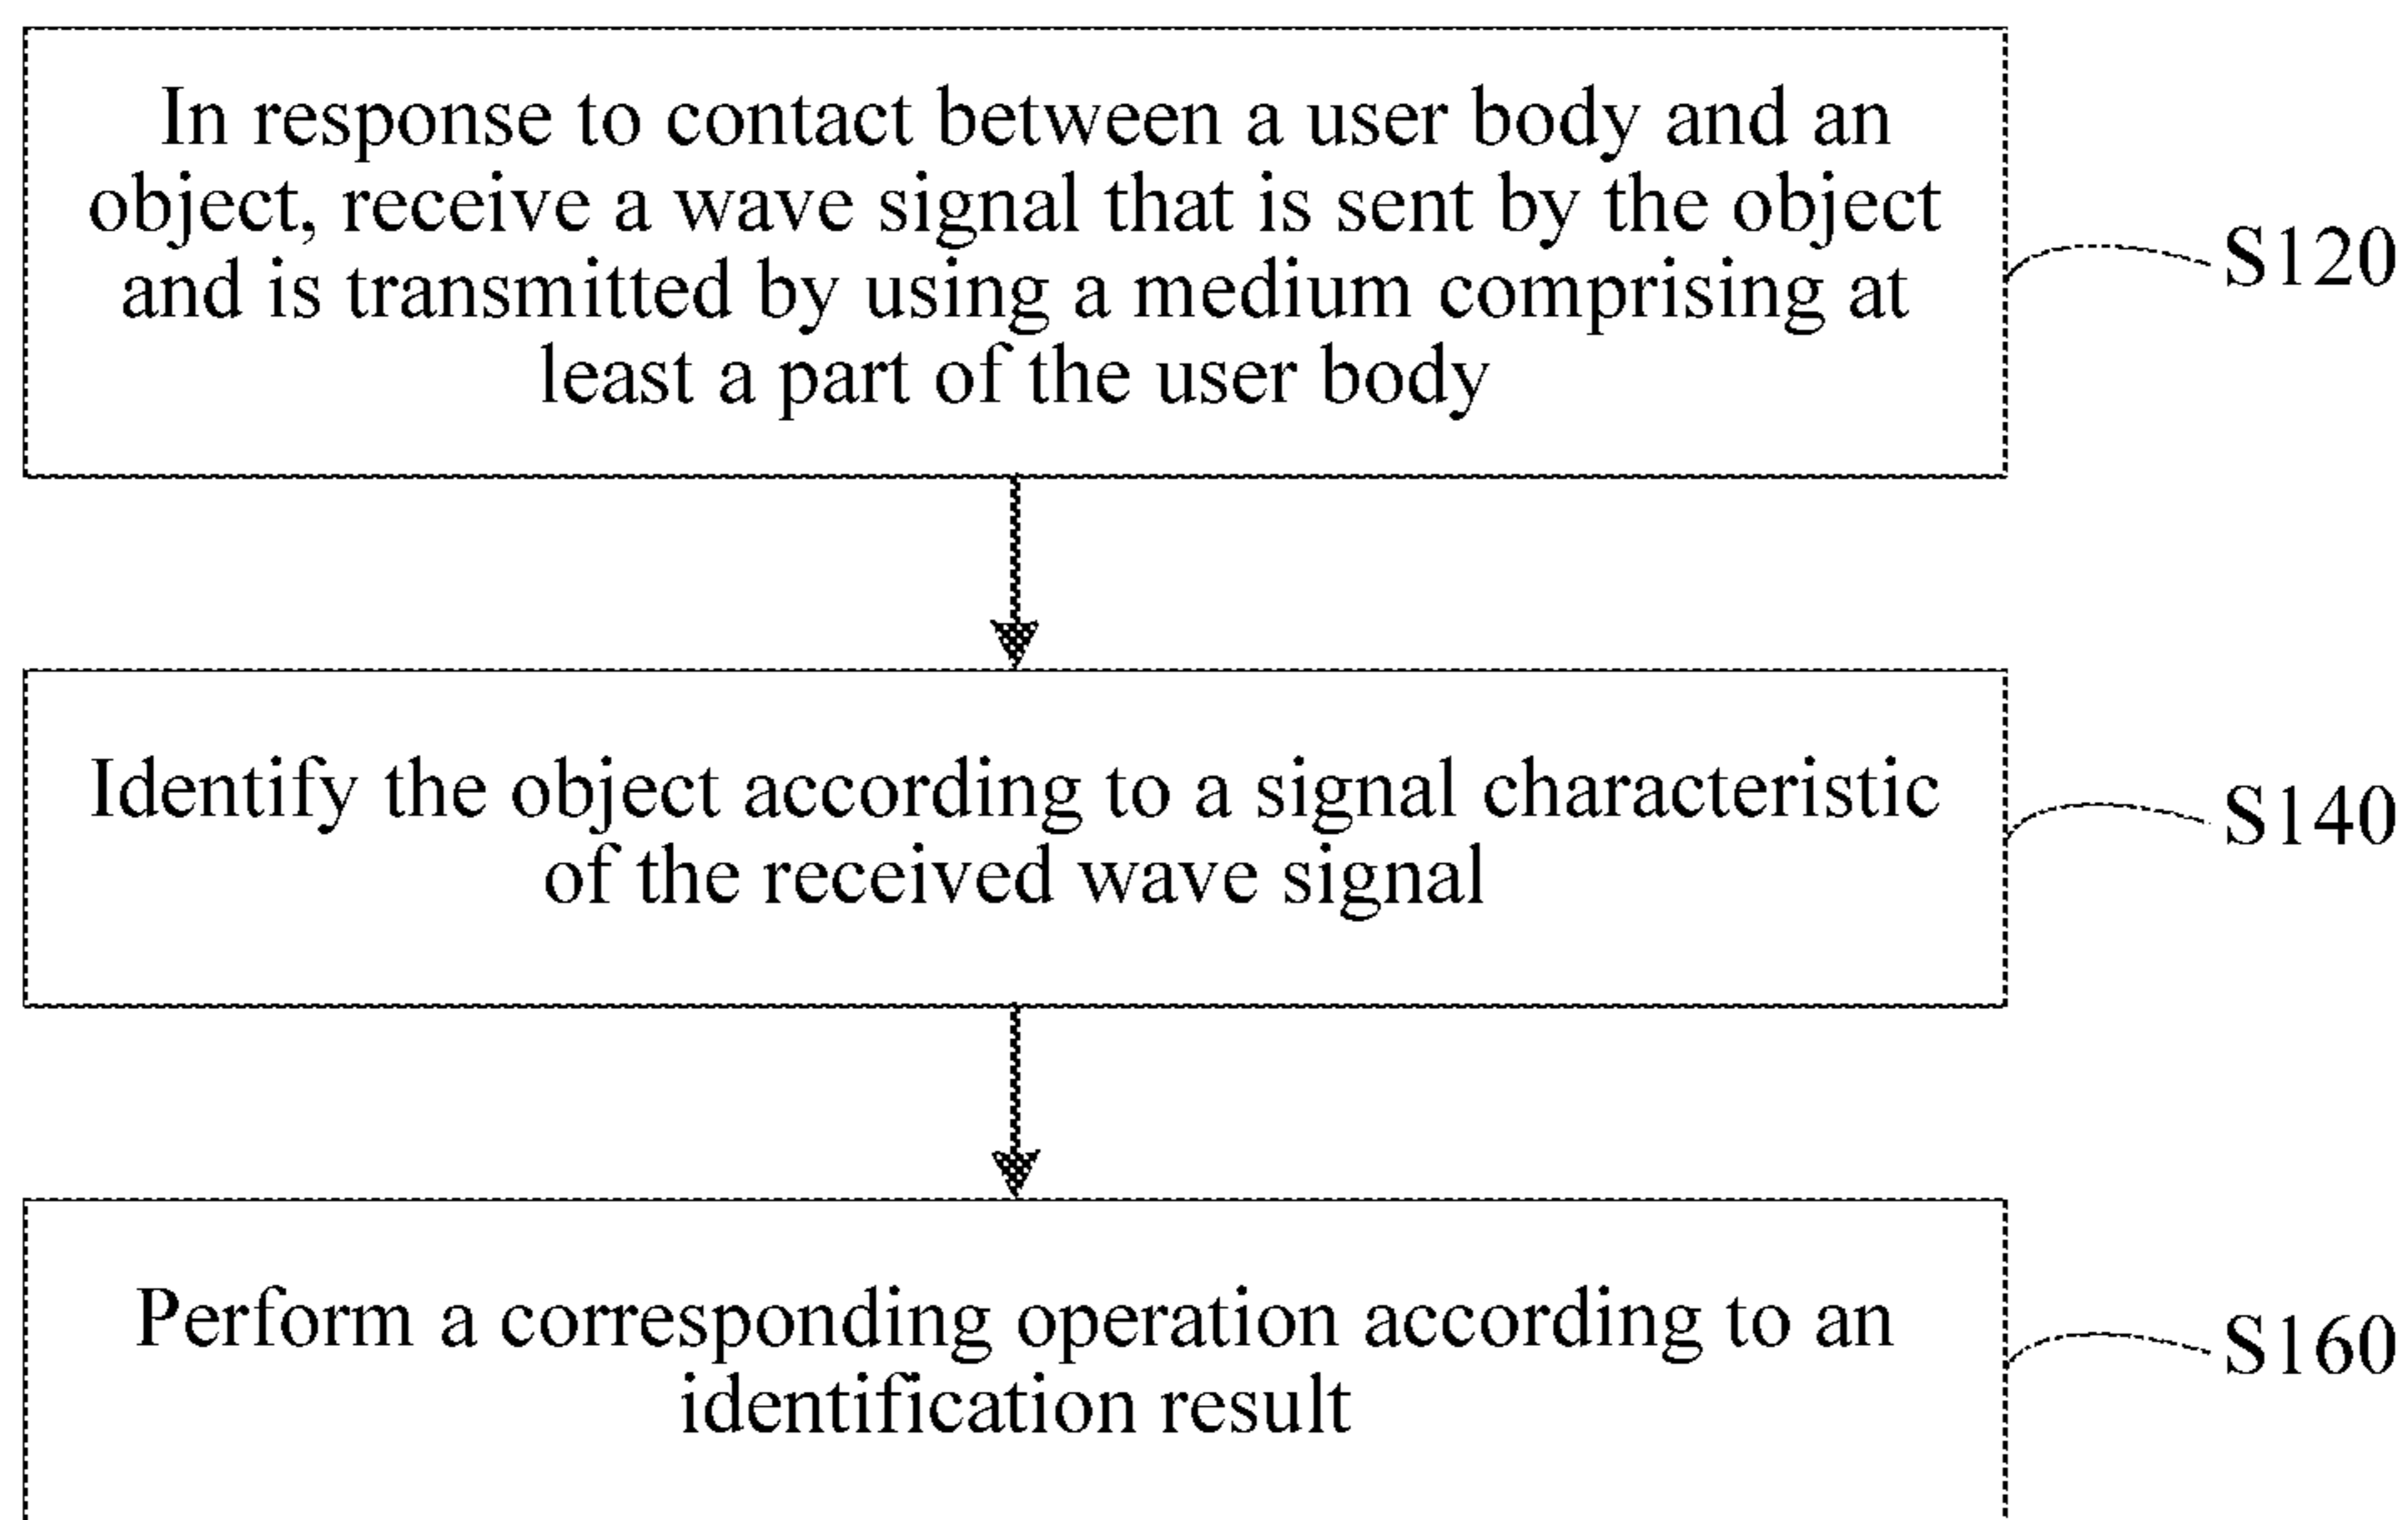 In response to contact between a user body and an
object, receive a wave signal that is sent by the object
and is transmitted by using a medium comprising at
least a part of the user body
S120
Identify the object according to a signal characteristic
of the received wave signal
S140
Perform a corresponding operation according to an
identification result
S160